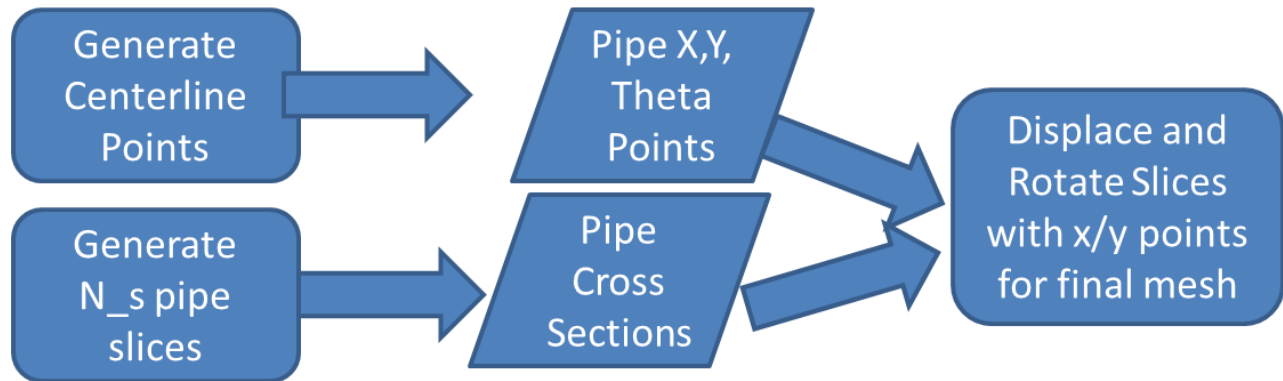 Generate
Centerline
Points
Pipe X,Y,
Theta
Points
Generate
N_s pipe
slices
Pipe
Cross
Sections
Displace and
Rotate Slices
with x/y points
for final mesh